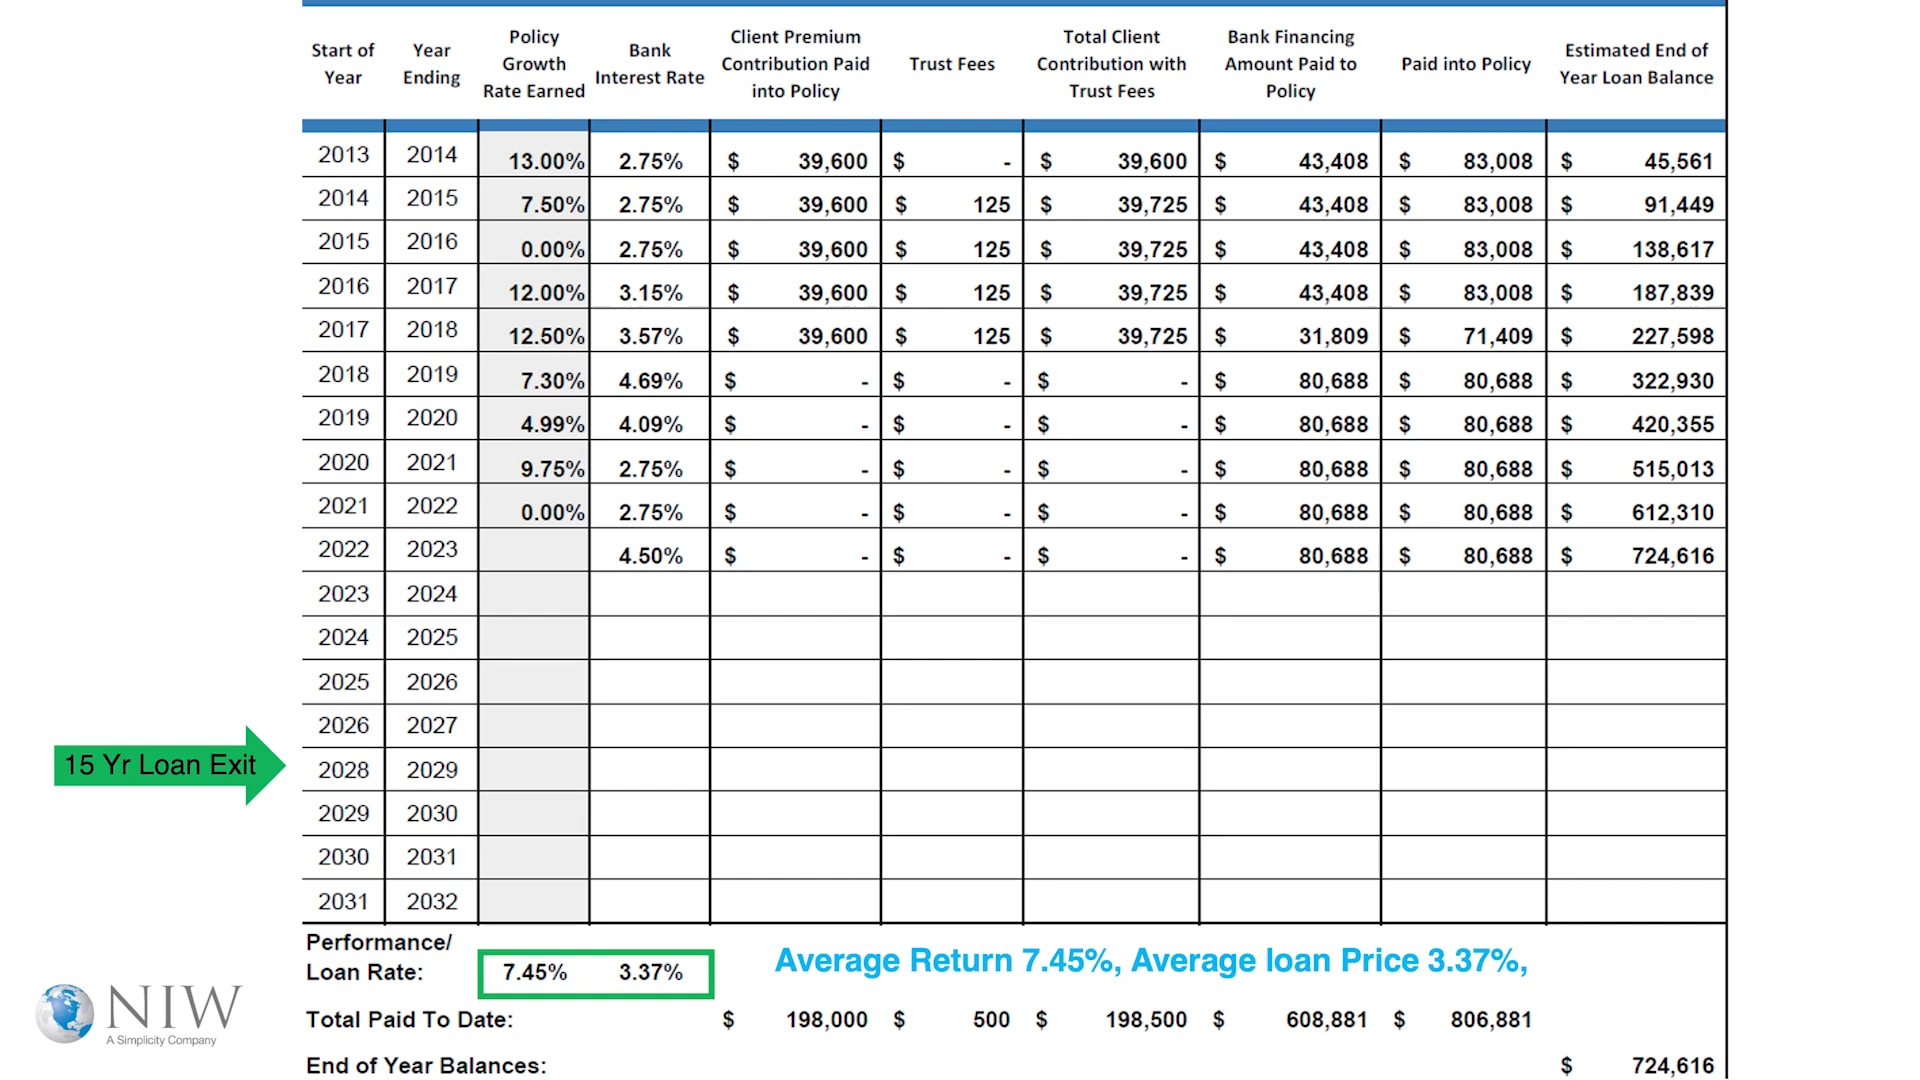 Start of Year | Year Ending | Policy Growth Rate Earned | Bank Interest Rate | Client Premium Contribution Paid into Policy | Trust Fees | Total Client Contribution with Trust Fees | Bank Financing Amount Paid to Policy | Paid into Policy | Estimated End of Year Loan Balance
2013 2014 13.00% 2.75% $ 39,600 $ - $ 39,600 $ 43,408 $ 83,008 $ 45,561
2014 2015 7.50% 2.75% $ 39,600 $ 125 $ 39,725 $ 43,408 $ 83,008 $ 91,449
2015 2016 0.00% 2.75% $ 39,600 $ 125 $ 39,725 $ 43,408 $ 83,008 $ 138,617
2016 2017 12.00% 3.15% $ 39,600 $ 125 $ 39,725 $ 43,408 $ 83,008 $ 187,839
2017 2018 12.50% 3.57% $ 39,600 $ 125 $ 39,725 $ 31,809 $ 71,409 $ 227,598
2018 2019 7.30% 4.69% $ - $ - $ - $ 80,688 $ 80,688 $ 322,930
2019 2020 4.99% 4.09% $ - $ - $ - $ 80,688 $ 80,688 $ 420,355
2020 2021 9.75% 2.75% $ - $ - $ - $ 80,688 $ 80,688 $ 515,013
2021 2022 0.00% 2.75% $ - $ - $ - $ 80,688 $ 80,688 $ 612,310
2022 2023 4.50% $ - $ - $ - $ 80,688 $ 80,688 $ 724,616
2023 2024
2024 2025
2025 2026
2026 2027
15 Yr Loan Exit
2028 2029
2029 2030
2030 2031
2031 2032
Performance/
Loan Rate: 7.45% 3.37%
Average Return 7.45%, Average loan Price 3.37%,
Total Paid To Date: $ 198,000 $ 500 $ 198,500 $ 608,881 $ 806,881
End of Year Balances: $ 724,616
NIW
A Simplicity Company